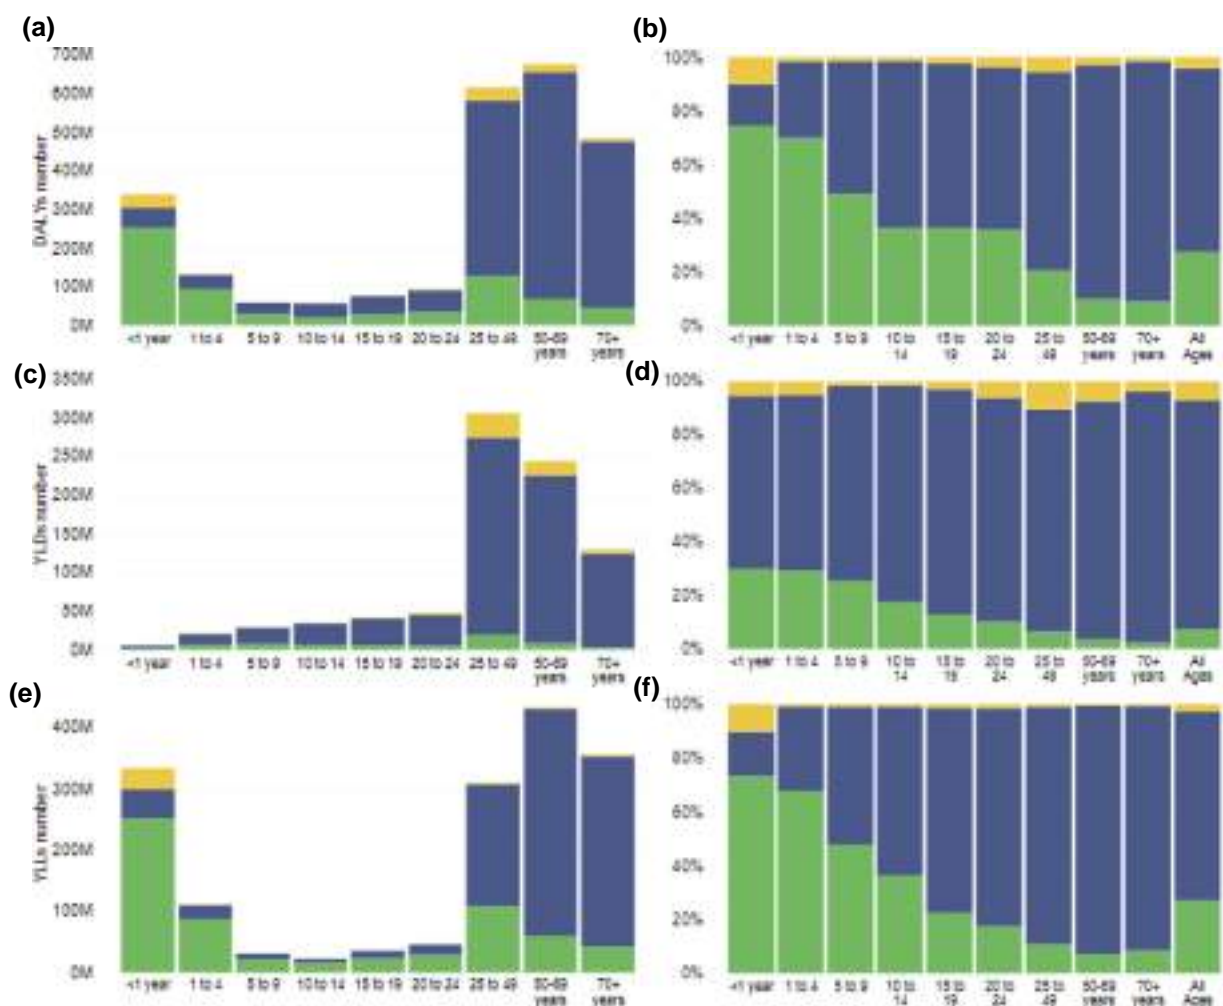 (a)
700M
600M
500M
400M
300M
200M
100M
0M
DALYs number
<1 year 1 to 4 5 to 9 10 to 14 15 to 19 20 to 24 25 to 49 50-69 years 70+ years
(b)
100%
80%
60%
40%
20%
0%
<1 year 1 to 4 5 to 9 10 to 14 15 to 19 20 to 24 25 to 49 50-69 years 70+ years All Ages
(c)
350M
300M
250M
200M
150M
100M
50M
0M
YLDs number
<1 year 1 to 4 5 to 9 10 to 14 15 to 19 20 to 24 25 to 49 50-69 years 70+ years
(d)
100%
80%
60%
40%
20%
0%
<1 year 1 to 4 5 to 9 10 to 14 15 to 19 20 to 24 25 to 49 50-69 years 70+ years All Ages
(e)
400M
300M
200M
100M
0M
YLLs number
<1 year 1 to 4 5 to 9 10 to 14 15 to 19 20 to 24 25 to 49 50-69 years 70+ years
(f)
100%
80%
60%
40%
20%
0%
<1 year 1 to 4 5 to 9 10 to 14 15 to 19 20 to 24 25 to 49 50-69 years 70+ years All Ages